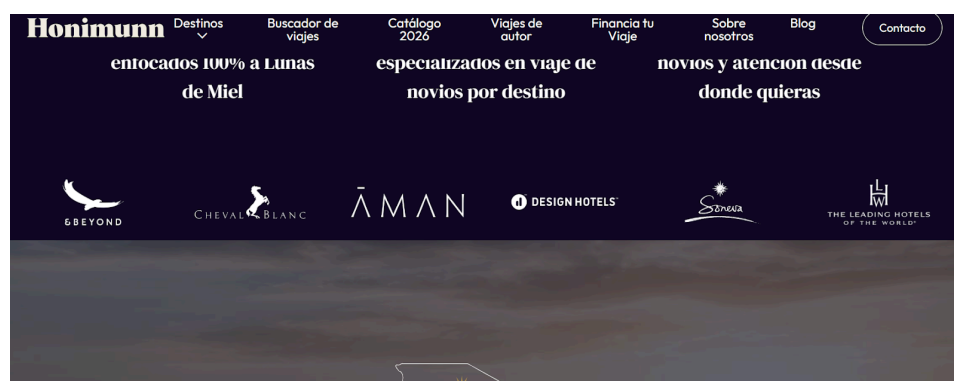 Honimunn
Destinos
Buscador de
viajes
Catálogo
2026
Viajes de
autor
Financia tu
Viaje
Sobre
nosotros
Blog
Contacto
enfocados 100% a Lunas
de Miel
especializados en viaje de
novios por destino
novios y atención desde
donde quieras
&BEYOND
CHEVAL BLANC
ĀMAN
DESIGN HOTELS™
Soneva
LHW
THE LEADING HOTELS
OF THE WORLD®